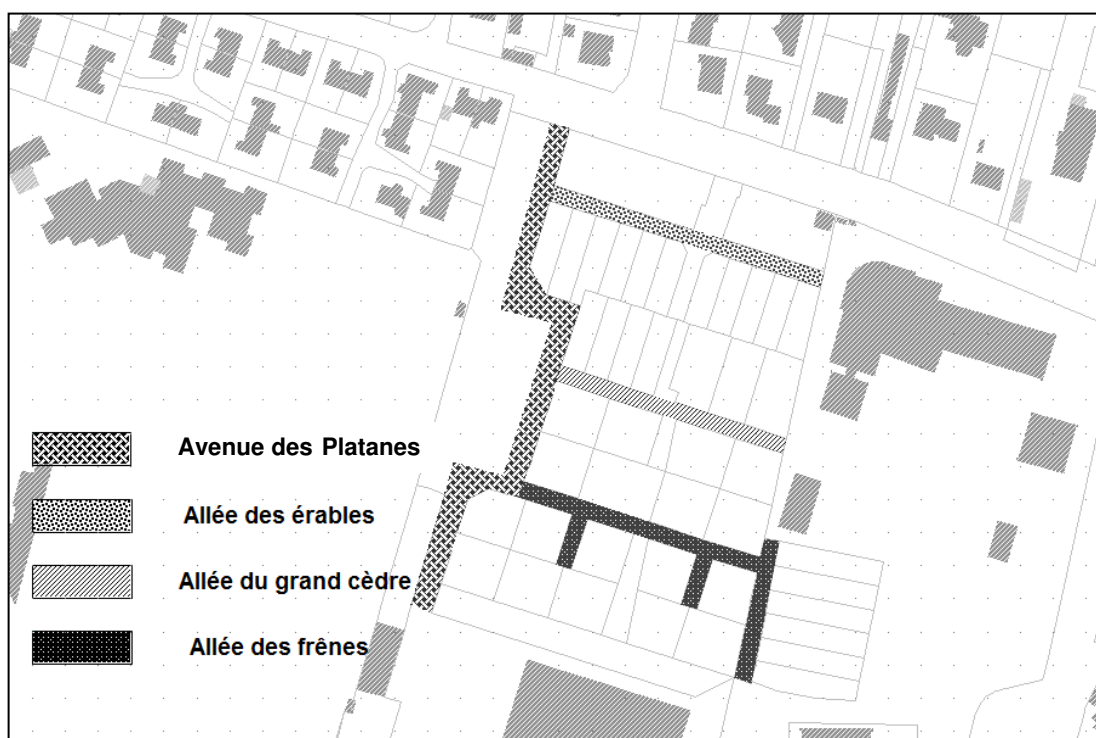 Avenue des Platanes
Allée des érables
Allée du grand cèdre
Allée des frênes